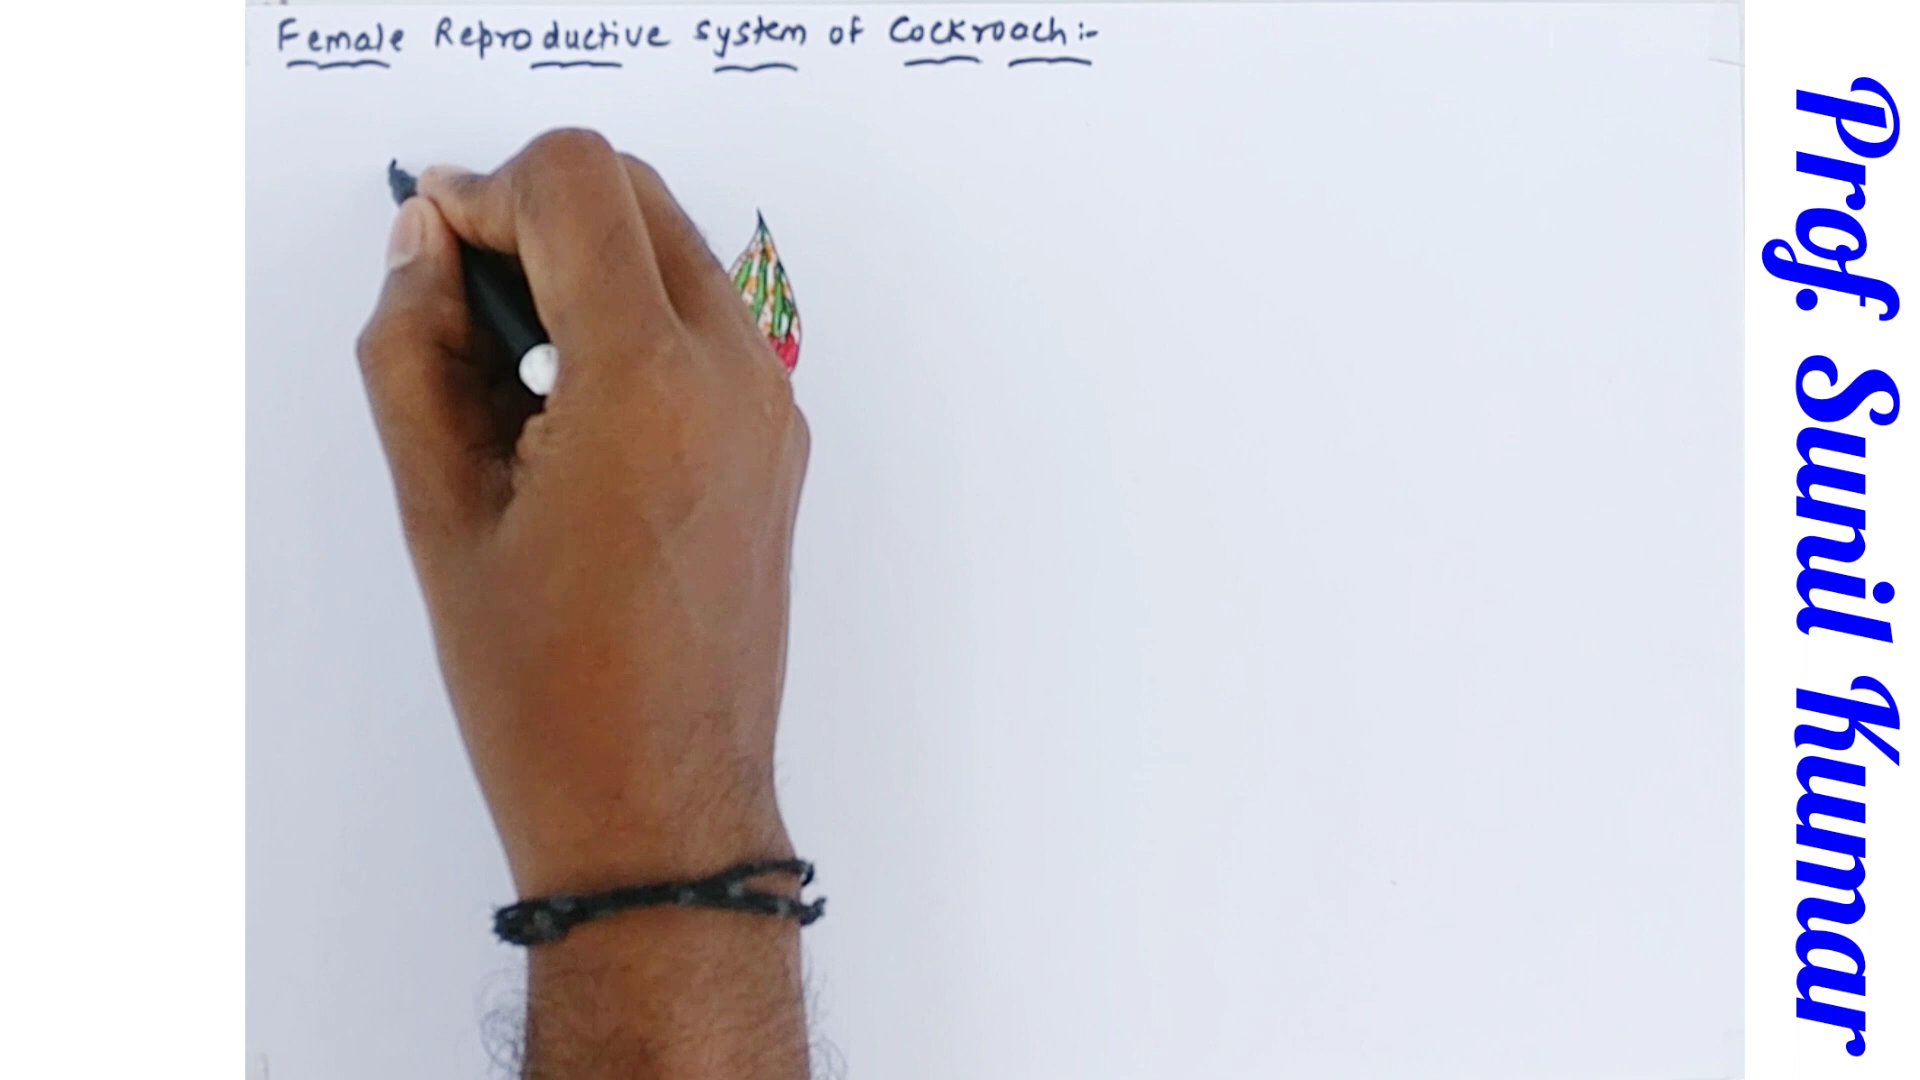 Female Reproductive system of Cockroach:-
Prof. Sunil Kumar